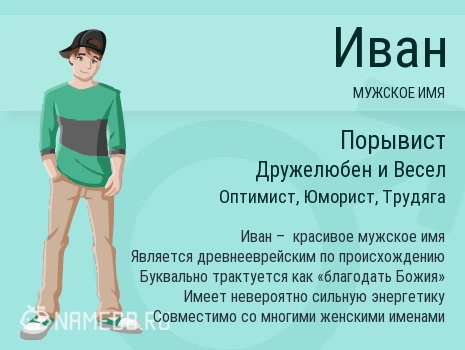 Иван
МУЖСКОЕ ИМЯ
Порывист
Дружелюбен и Весел
Оптимист, Юморист, Трудяга
Иван – красивое мужское имя
Является древнееврейским по происхождению
Буквально трактуется как «благодать Божия»
Имеет невероятно сильную энергетику
Совместимо со многими женскими именами
NAMEDB.RU